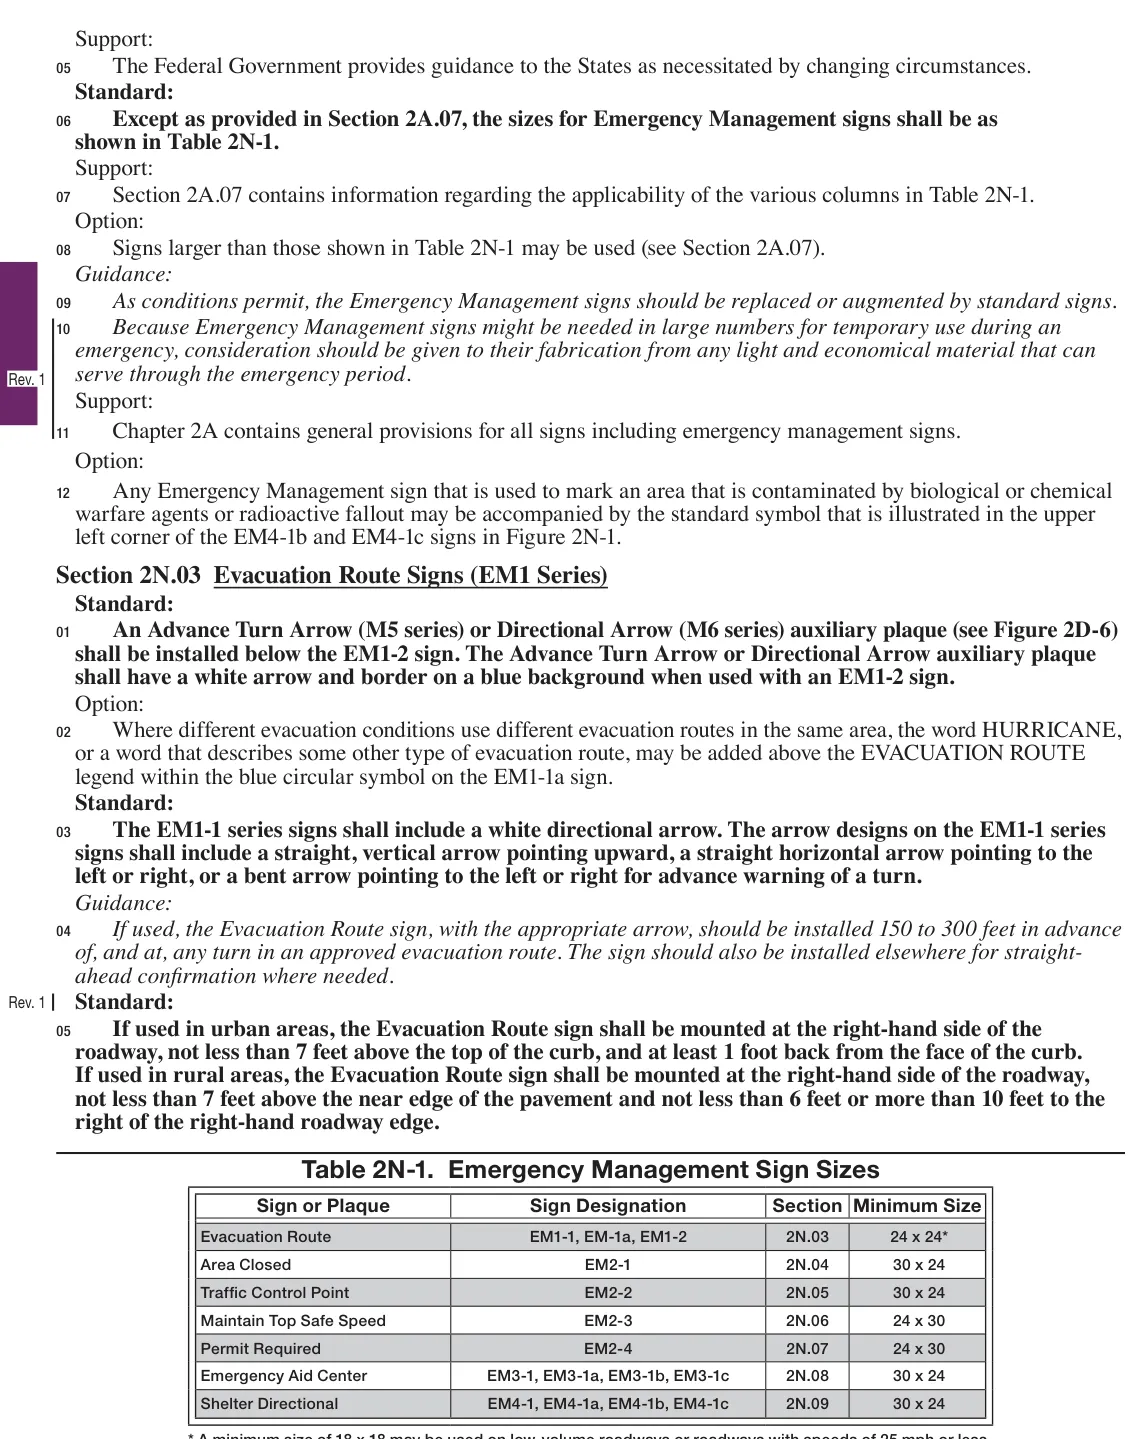 Support:
05 The Federal Government provides guidance to the States as necessitated by changing circumstances.
Standard:
06 Except as provided in Section 2A.07, the sizes for Emergency Management signs shall be as
shown in Table 2N-1.
Support:
07 Section 2A.07 contains information regarding the applicability of the various columns in Table 2N-1.
Option:
08 Signs larger than those shown in Table 2N-1 may be used (see Section 2A.07).
Guidance:
09 As conditions permit, the Emergency Management signs should be replaced or augmented by standard signs.
10 Because Emergency Management signs might be needed in large numbers for temporary use during an
emergency, consideration should be given to their fabrication from any light and economical material that can
Rev. 1 serve through the emergency period.
Support:
11 Chapter 2A contains general provisions for all signs including emergency management signs.
Option:
12 Any Emergency Management sign that is used to mark an area that is contaminated by biological or chemical
warfare agents or radioactive fallout may be accompanied by the standard symbol that is illustrated in the upper
left corner of the EM4-1b and EM4-1c signs in Figure 2N-1.
Section 2N.03 Evacuation Route Signs (EM1 Series)
Standard:
01 An Advance Turn Arrow (M5 series) or Directional Arrow (M6 series) auxiliary plaque (see Figure 2D-6)
shall be installed below the EM1-2 sign. The Advance Turn Arrow or Directional Arrow auxiliary plaque
shall have a white arrow and border on a blue background when used with an EM1-2 sign.
Option:
02 Where different evacuation conditions use different evacuation routes in the same area, the word HURRICANE,
or a word that describes some other type of evacuation route, may be added above the EVACUATION ROUTE
legend within the blue circular symbol on the EM1-1a sign.
Standard:
03 The EM1-1 series signs shall include a white directional arrow. The arrow designs on the EM1-1 series
signs shall include a straight, vertical arrow pointing upward, a straight horizontal arrow pointing to the
left or right, or a bent arrow pointing to the left or right for advance warning of a turn.
Guidance:
04 If used, the Evacuation Route sign, with the appropriate arrow, should be installed 150 to 300 feet in advance
of, and at, any turn in an approved evacuation route. The sign should also be installed elsewhere for straight-
ahead confirmation where needed.
Rev. 1 Standard:
05 If used in urban areas, the Evacuation Route sign shall be mounted at the right-hand side of the
roadway, not less than 7 feet above the top of the curb, and at least 1 foot back from the face of the curb.
If used in rural areas, the Evacuation Route sign shall be mounted at the right-hand side of the roadway,
not less than 7 feet above the near edge of the pavement and not less than 6 feet or more than 10 feet to the
right of the right-hand roadway edge.
Table 2N-1. Emergency Management Sign Sizes
Sign or Plaque Sign Designation Section Minimum Size
Evacuation Route EM1-1, EM-1a, EM1-2 2N.03 24 x 24*
Area Closed EM2-1 2N.04 30 x 24
Traffic Control Point EM2-2 2N.05 30 x 24
Maintain Top Safe Speed EM2-3 2N.06 24 x 30
Permit Required EM2-4 2N.07 24 x 30
Emergency Aid Center EM3-1, EM3-1a, EM3-1b, EM3-1c 2N.08 30 x 24
Shelter Directional EM4-1, EM4-1a, EM4-1b, EM4-1c 2N.09 30 x 24
* A minimum size of 18 x 18 may be used on low-volume roadways or roadways with speeds of 25 mph or less